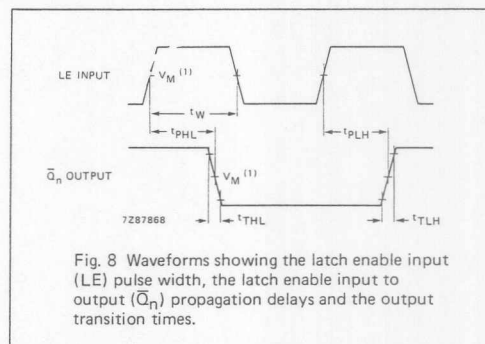 LE INPUT
V_M (1)
t_W
t_PHL
t_PLH
Q̅_n OUTPUT
V_M (1)
7Z87868
t_THL
t_TLH
Fig. 8 Waveforms showing the latch enable input
(LE) pulse width, the latch enable input to
output (Q̅_n) propagation delays and the output
transition times.